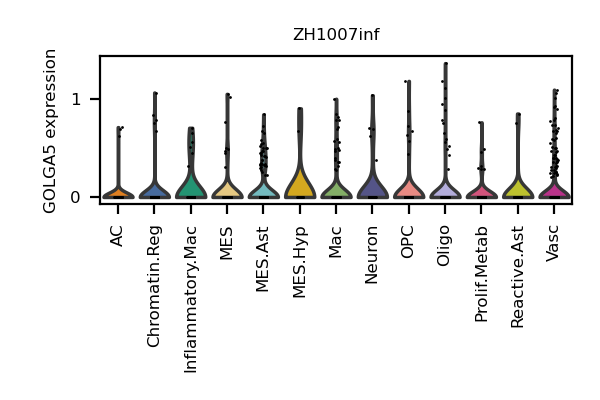 ZH1007inf
GOLGA5 expression
1
0
AC
Chromatin.Reg
Inflammatory.Mac
MES
MES.Ast
MES.Hyp
Mac
Neuron
OPC
Oligo
Prolif.Metab
Reactive.Ast
Vasc